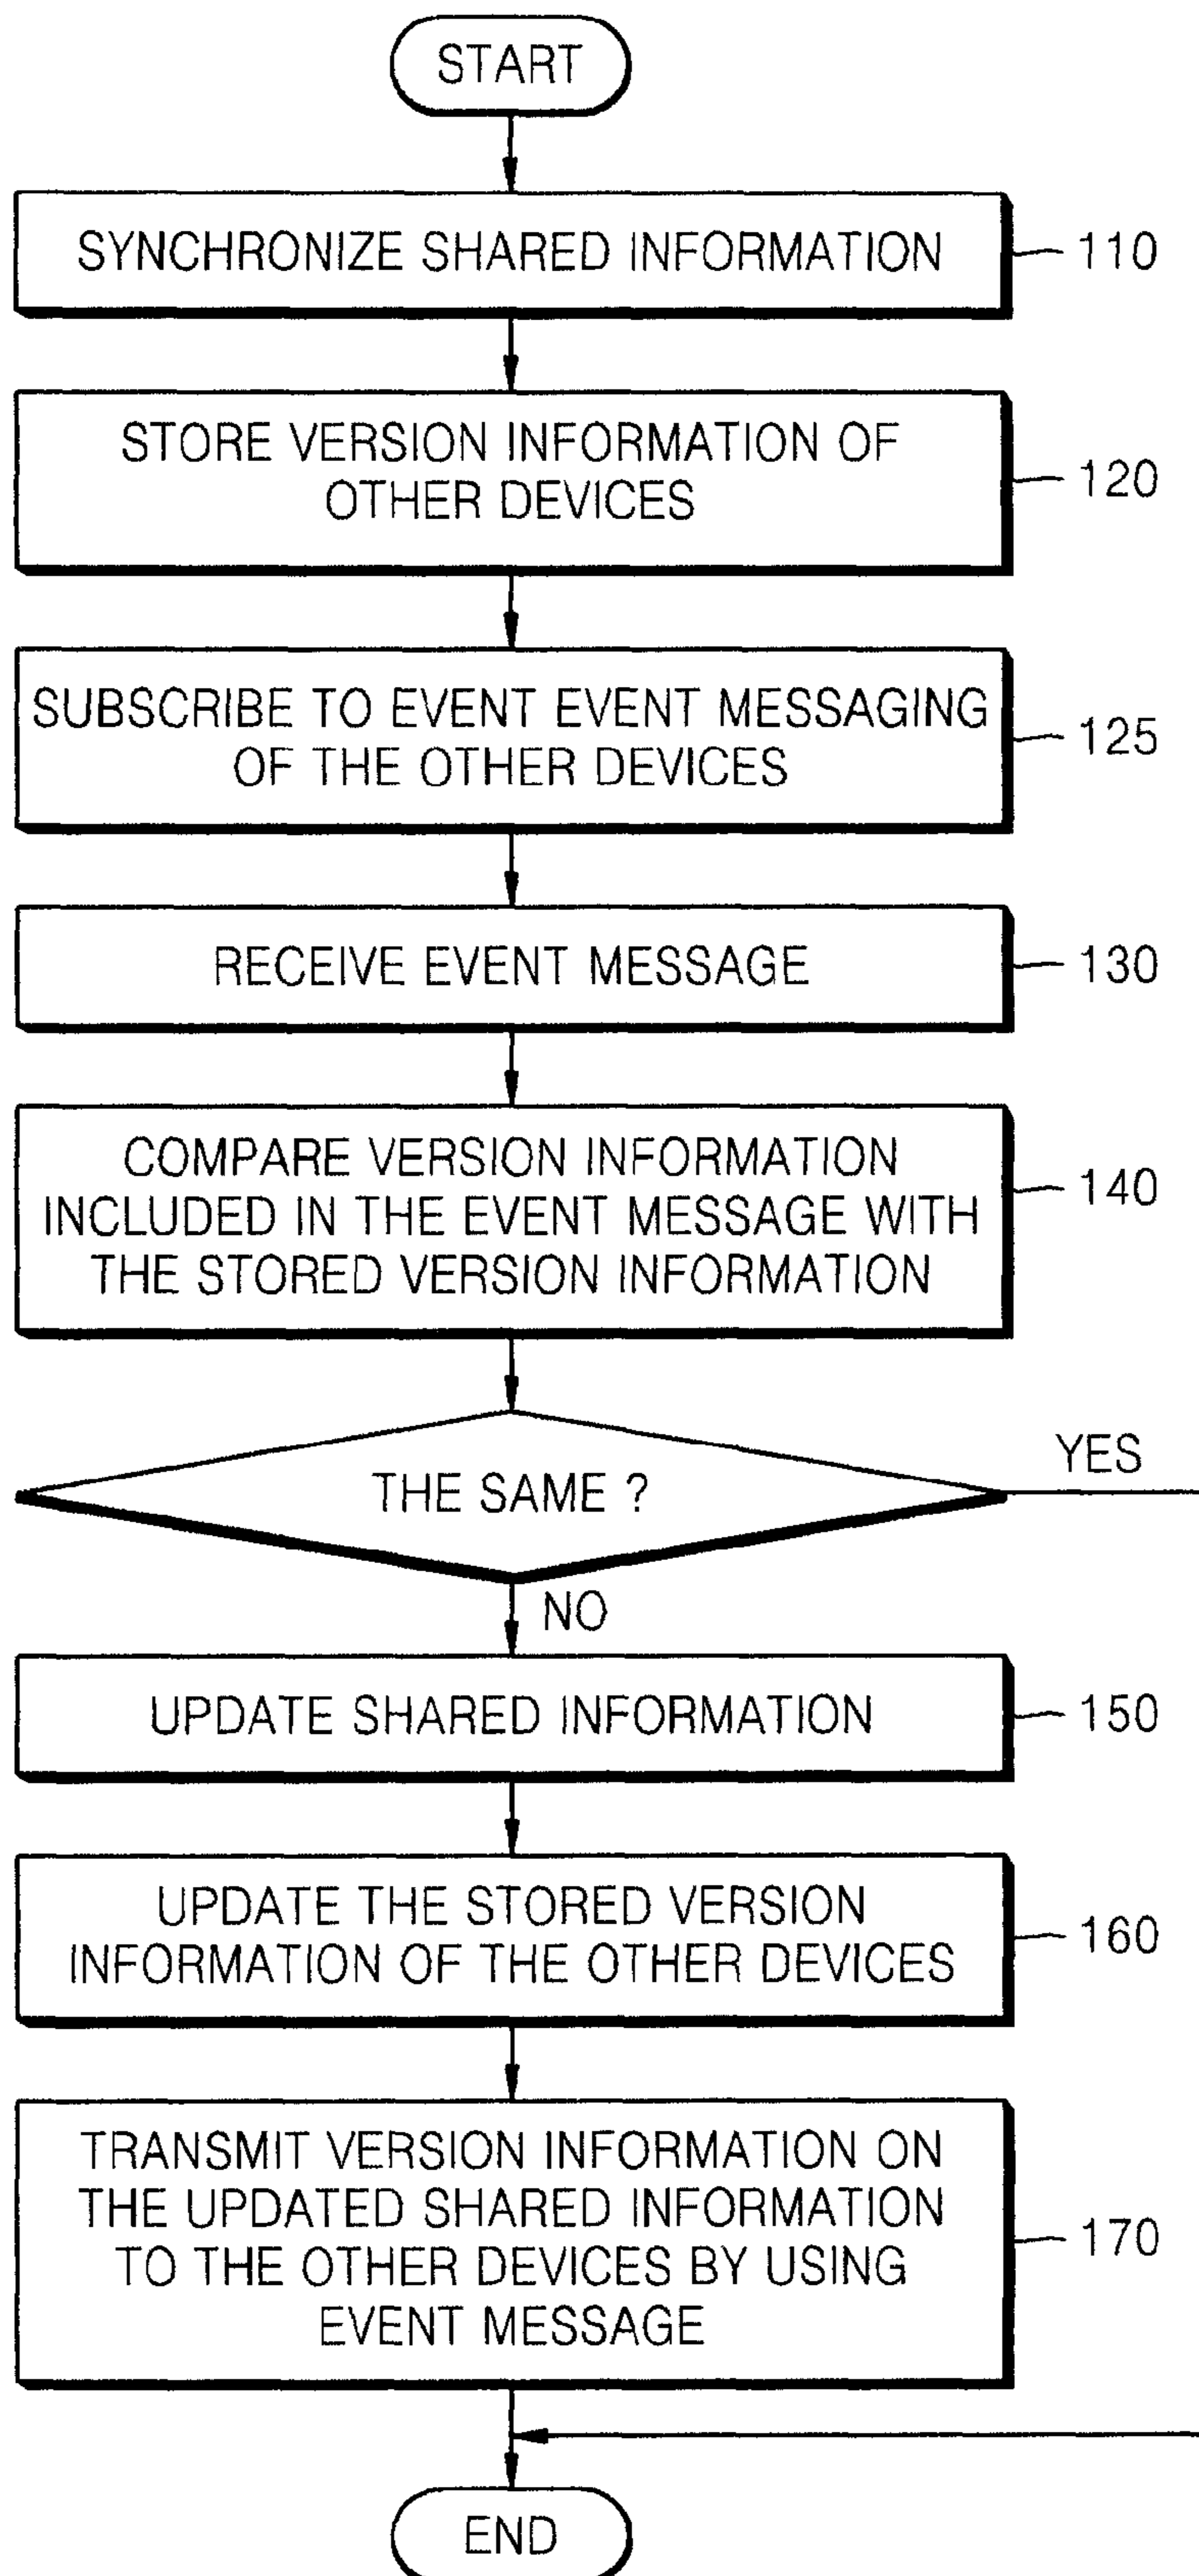 START
SYNCHRONIZE SHARED INFORMATION
110
STORE VERSION INFORMATION OF
OTHER DEVICES
120
SUBSCRIBE TO EVENT EVENT MESSAGING
OF THE OTHER DEVICES
125
RECEIVE EVENT MESSAGE
130
COMPARE VERSION INFORMATION
INCLUDED IN THE EVENT MESSAGE WITH
THE STORED VERSION INFORMATION
140
THE SAME ?
YES
NO
UPDATE SHARED INFORMATION
150
UPDATE THE STORED VERSION
INFORMATION OF THE OTHER DEVICES
160
TRANSMIT VERSION INFORMATION ON
THE UPDATED SHARED INFORMATION
TO THE OTHER DEVICES BY USING
EVENT MESSAGE
170
END